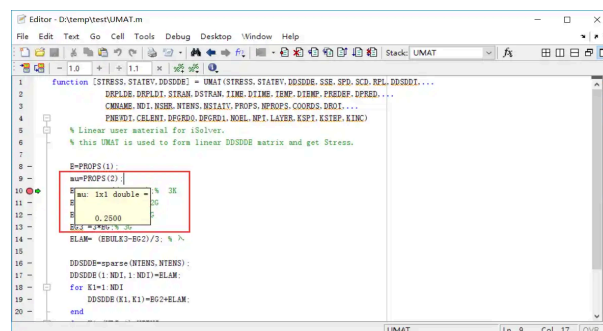 Editor - D:\temp\test\UMAT.m
File Edit Text Go Cell Tools Debug Desktop Window Help
Stack: UMAT fx
- 1.0 + ÷ 1.1 ×
1 function [STRESS,STATEV,DDSDDE] = UMAT(STRESS,STATEV,DDSDDE,SSE,SPD,SCD,RPL,DDSDDT,...
2 DRPLDE,DRPLDT,STRAN,DSTRAN,TIME,DTIME,TEMP,DTEMP,PREDEF,DPRED,...
3 CMNAME,NDI,NSHR,NTENS,NSTATV,PROPS,NPROPS,COORDS,DROT,...
4 PNEWDT,CELENT,DFGRD0,DFGRD1,NOEL,NPT,LAYER,KSPT,KSTEP,KINC)
5 % Linear user material for iSolver.
6 % this UMAT is used to form linear DDSDDE matrix and get Stress.
7
8 - E=PROPS(1);
9 - mu=PROPS(2);
10 E mu: 1x1 double = ;% 3K
11 - E 2G
12 - E 0.2500 G
13 - EG3 =3*EG;% 3G
14 - ELAM= (EBULK3-EG2)/3; % λ
15
16 - DDSDDE=sparse(NTENS,NTENS);
17 - DDSDDE(1:NDI,1:NDI)=ELAM;
18 - for K1=1:NDI
19 - DDSDDE(K1,K1)=EG2+ELAM;
20 - end
UMAT Ln 9 Col 17 OVR